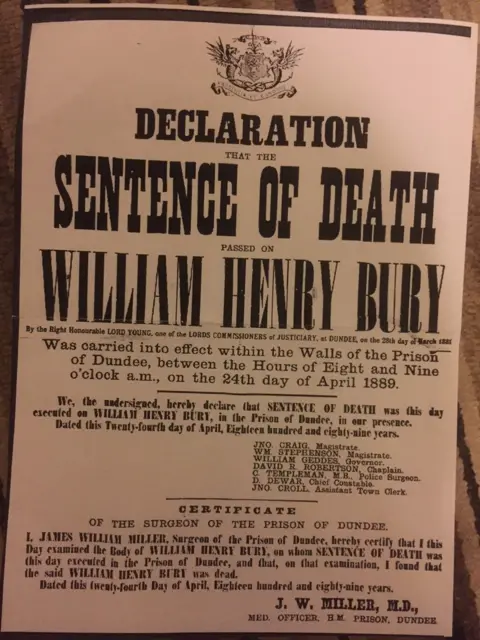 DECLARATION
THAT THE
SENTENCE OF DEATH
PASSED ON
WILLIAM HENRY BURY
By the Right Honourable LORD YOUNG, one of the LORDS COMMISSIONERS of JUSTICIARY, at DUNDEE, on the 28th day of March 1889
Was carried into effect within the Walls of the Prison
of Dundee, between the Hours of Eight and Nine
o'clock a.m., on the 24th day of April 1889.
We, the undersigned, hereby declare that SENTENCE OF DEATH was this day
executed on WILLIAM HENRY BURY, in the Prison of Dundee, in our presence.
Dated this Twenty-fourth day of April, Eighteen hundred and eighty-nine years.
JNO. CRAIG, Magistrate.
WM. STEPHENSON, Magistrate.
WILLIAM GEDDES, Governor.
DAVID R. ROBERTSON, Chaplain.
C. TEMPLEMAN, M.B., Police Surgeon.
D. DEWAR, Chief Constable.
JNO. CROLL, Assistant Town Clerk.
CERTIFICATE
OF THE SURGEON OF THE PRISON OF DUNDEE.
I, JAMES WILLIAM MILLER, Surgeon of the Prison of Dundee, hereby certify that I this
Day examined the Body of WILLIAM HENRY BURY, on whom SENTENCE OF DEATH was
this day executed in the Prison of Dundee, and that, on that examination, I found that
the said WILLIAM HENRY BURY was dead.
Dated this twenty-fourth Day of April, Eighteen hundred and eighty-nine years.
J. W. MILLER, M.D.,
MED. OFFICER, H.M. PRISON, DUNDEE